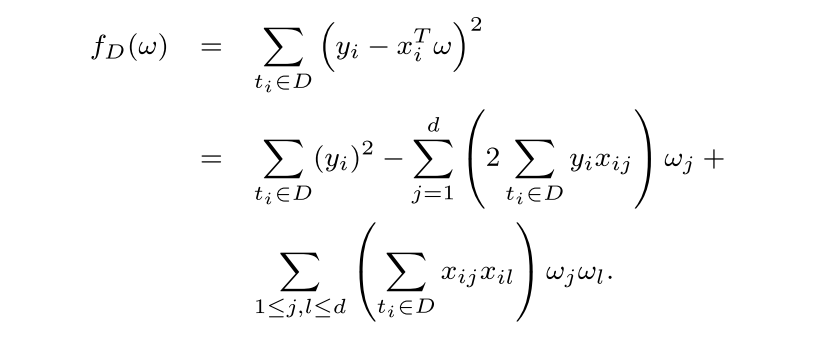 f_D(ω) = ∑_{t_i∈D} (y_i − x_i^T ω)^2
= ∑_{t_i∈D} (y_i)^2 − ∑_{j=1}^{d} (2 ∑_{t_i∈D} y_i x_{ij}) ω_j +
∑_{1≤j,l≤d} (∑_{t_i∈D} x_{ij} x_{il}) ω_j ω_l.